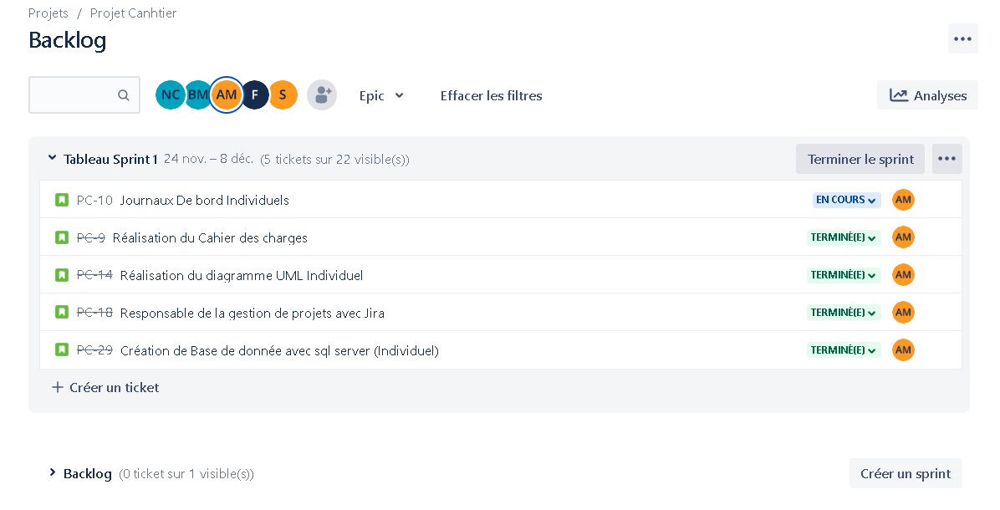 Projets / Projet Canhtier
Backlog
NC BM AM F S Epic Effacer les filtres Analyses
Tableau Sprint 1 24 nov. – 8 déc. (5 tickets sur 22 visible(s)) Terminer le sprint
PC-10 Journaux De bord Individuels EN COURS AM
PC-9 Réalisation du Cahier des charges TERMINÉ(E) AM
PC-14 Réalisation du diagramme UML Individuel TERMINÉ(E) AM
PC-18 Responsable de la gestion de projets avec Jira TERMINÉ(E) AM
PC-29 Création de Base de donnée avec sql server (Individuel) TERMINÉ(E) AM
+ Créer un ticket
Backlog (0 ticket sur 1 visible(s)) Créer un sprint